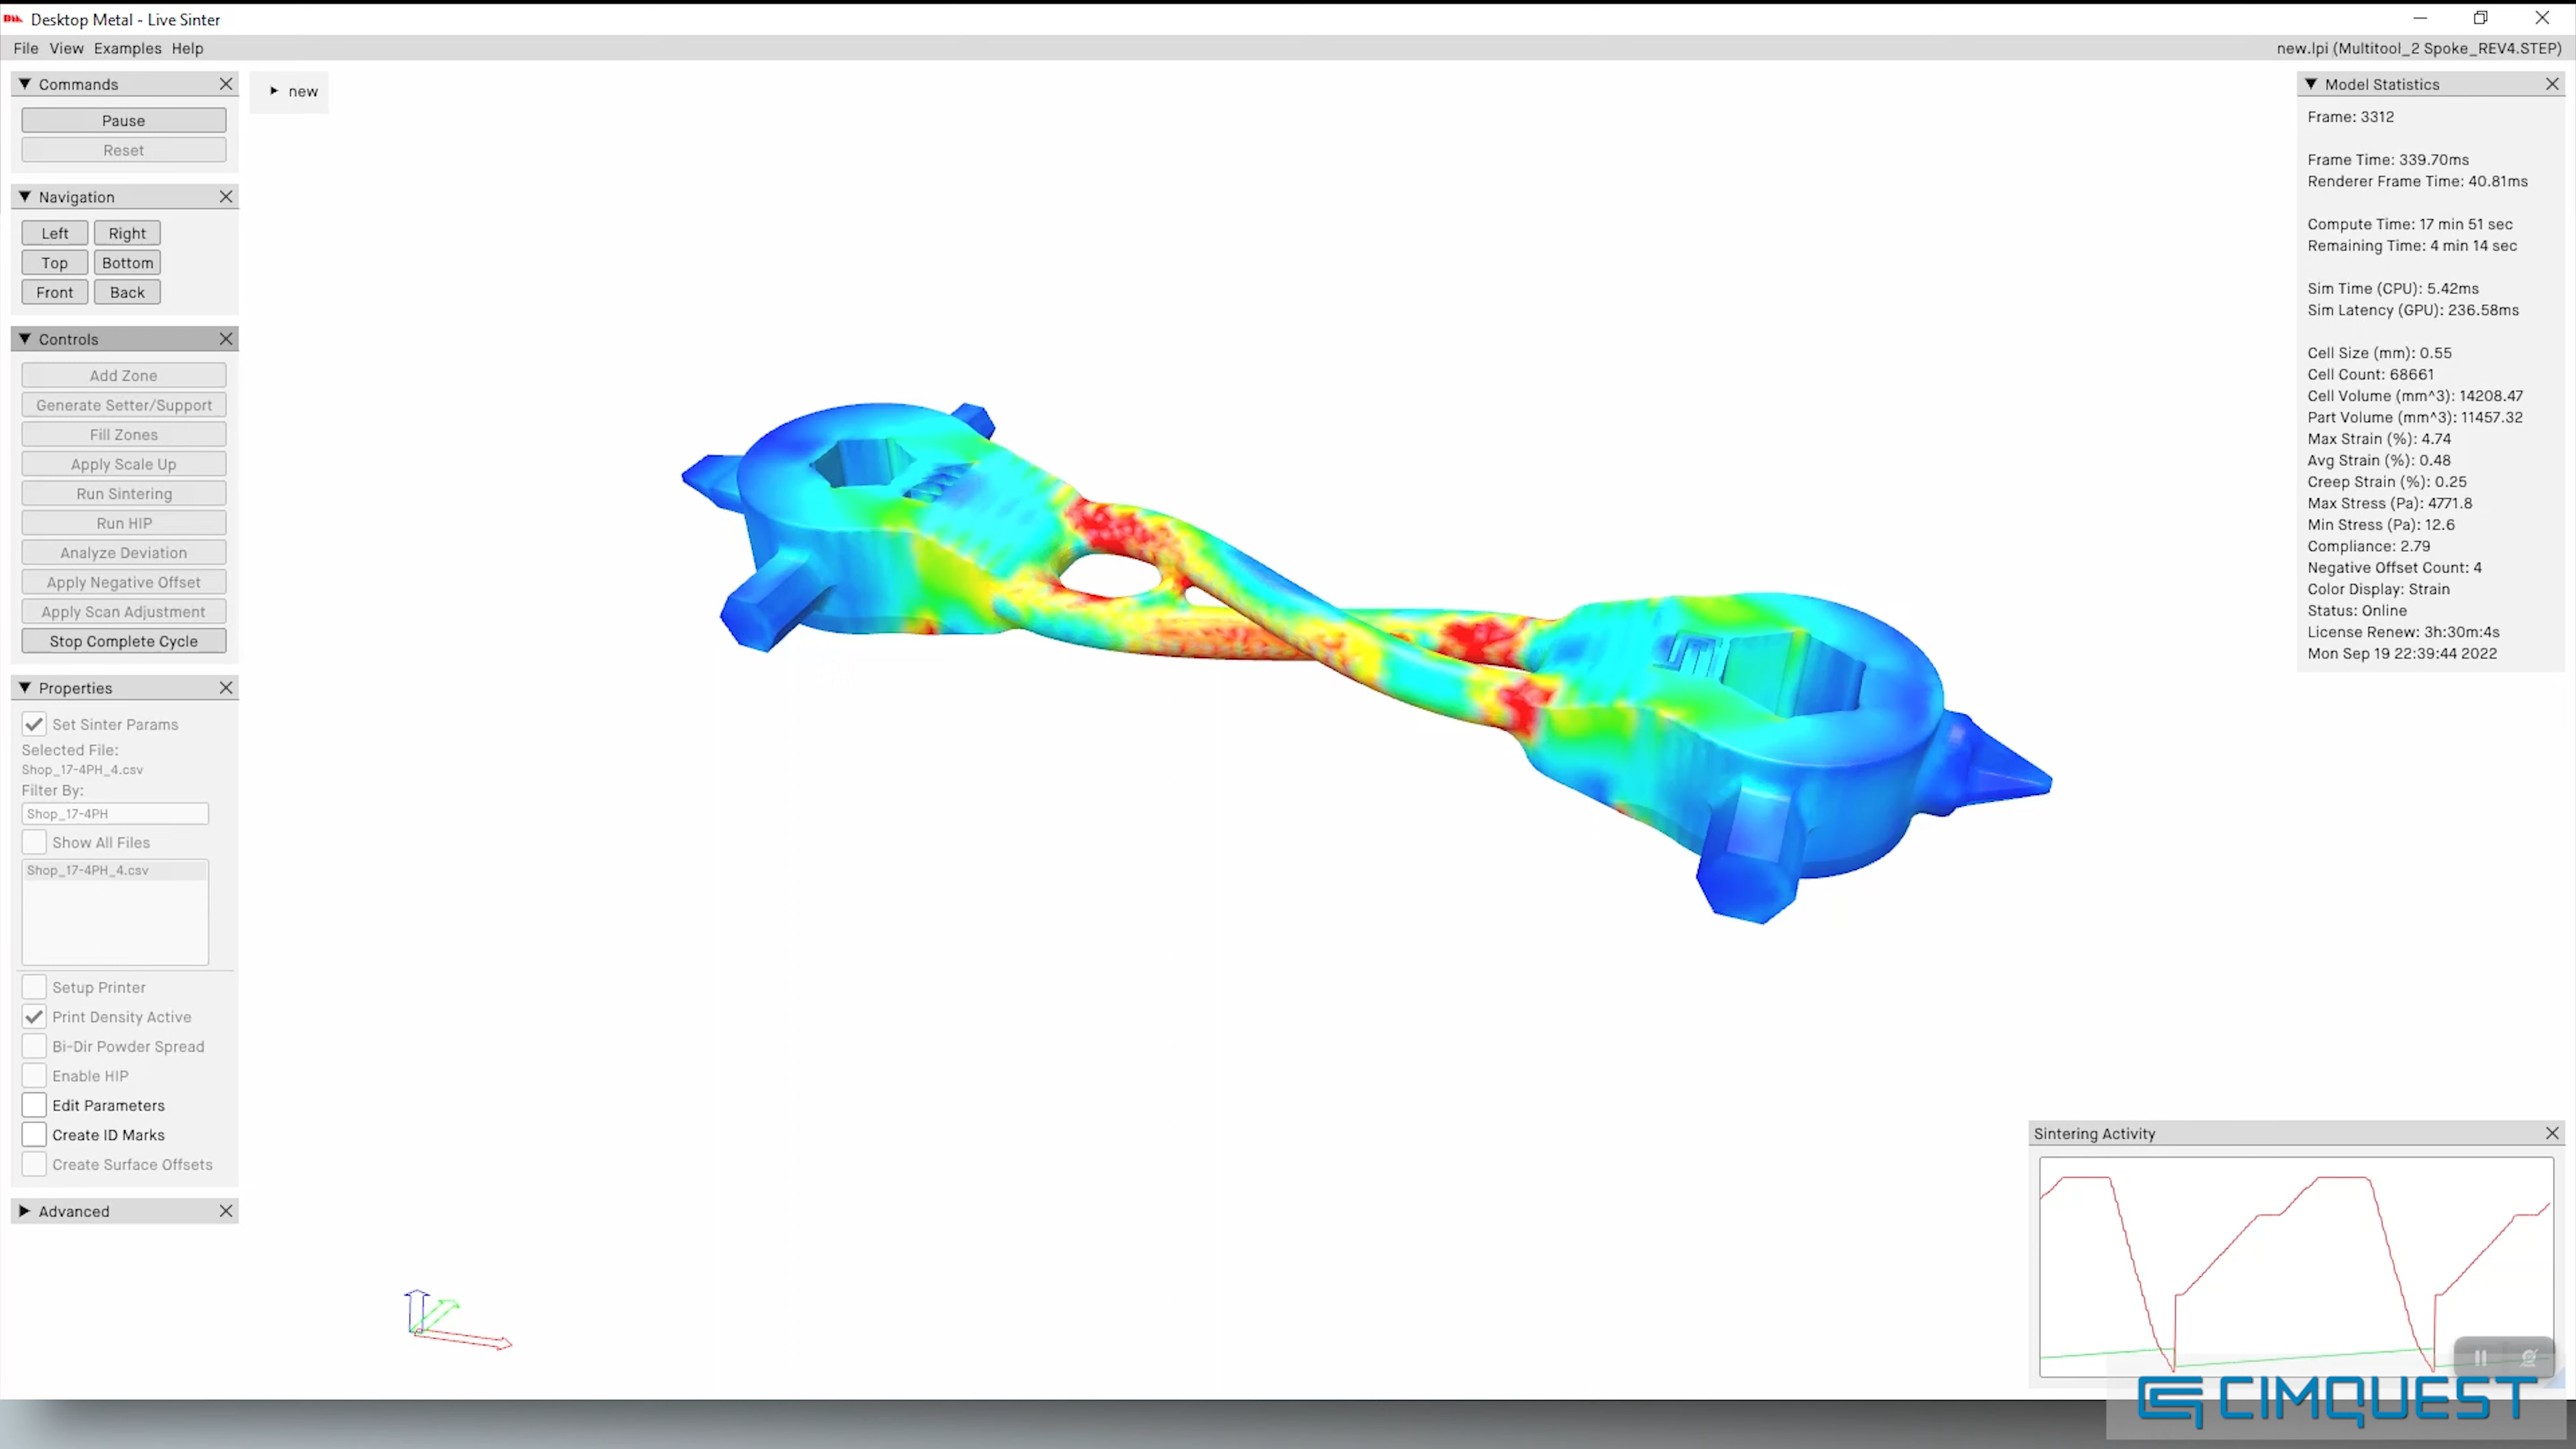 Desktop Metal - Live Sinter
File View Examples Help
new.lpi (Multitool_2 Spoke_REV4.STEP)
Commands
Pause
Reset
Navigation
Left Right
Top Bottom
Front Back
Controls
Add Zone
Generate Setter/Support
Fill Zones
Apply Scale Up
Run Sintering
Run HIP
Analyze Deviation
Apply Negative Offset
Apply Scan Adjustment
Stop Complete Cycle
Properties
Set Sinter Params
Selected File:
Shop_17-4PH_4.csv
Filter By:
Shop_17-4PH
Show All Files
Shop_17-4PH_4.csv
Setup Printer
Print Density Active
Bi-Dir Powder Spread
Enable HIP
Edit Parameters
Create ID Marks
Create Surface Offsets
Advanced
new
Model Statistics
Frame: 3312
Frame Time: 339.70ms
Renderer Frame Time: 40.81ms
Compute Time: 17 min 51 sec
Remaining Time: 4 min 14 sec
Sim Time (CPU): 5.42ms
Sim Latency (GPU): 236.58ms
Cell Size (mm): 0.55
Cell Count: 68661
Cell Volume (mm^3): 14208.47
Part Volume (mm^3): 11457.32
Max Strain (%): 4.74
Avg Strain (%): 0.48
Creep Strain (%): 0.25
Max Stress (Pa): 4771.8
Min Stress (Pa): 12.6
Compliance: 2.79
Negative Offset Count: 4
Color Display: Strain
Status: Online
License Renew: 3h:30m:4s
Mon Sep 19 22:39:44 2022
Sintering Activity
CIMQUEST